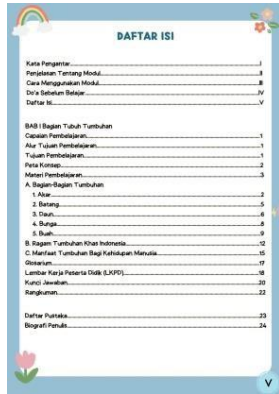 DAFTAR ISI
Kata Pengantar....................I
Penjelasan Tentang Modul....................II
Cara Menggunakan Modul....................III
Do'a Sebelum Belajar....................IV
Daftar Isi....................V
BAB I Bagian Tubuh Tumbuhan
Capaian Pembelajaran....................1
Alur Tujuan Pembelajaran....................1
Tujuan Pembelajaran....................1
Peta Konsep....................2
Materi Pembelajaran....................3
A. Bagian-Bagian Tumbuhan
1. Akar....................2
2. Batang....................5
3. Daun....................6
4. Bunga....................8
5. Buah....................9
B. Ragam Tumbuhan Khas Indonesia....................12
C. Manfaat Tumbuhan Bagi Kehidupan Manusia....................15
Glosarium....................17
Lembar Kerja Peserta Didik (LKPD)....................18
Kunci Jawaban....................20
Rangkuman....................22
Daftar Pustaka....................23
Biografi Penulis....................24
V